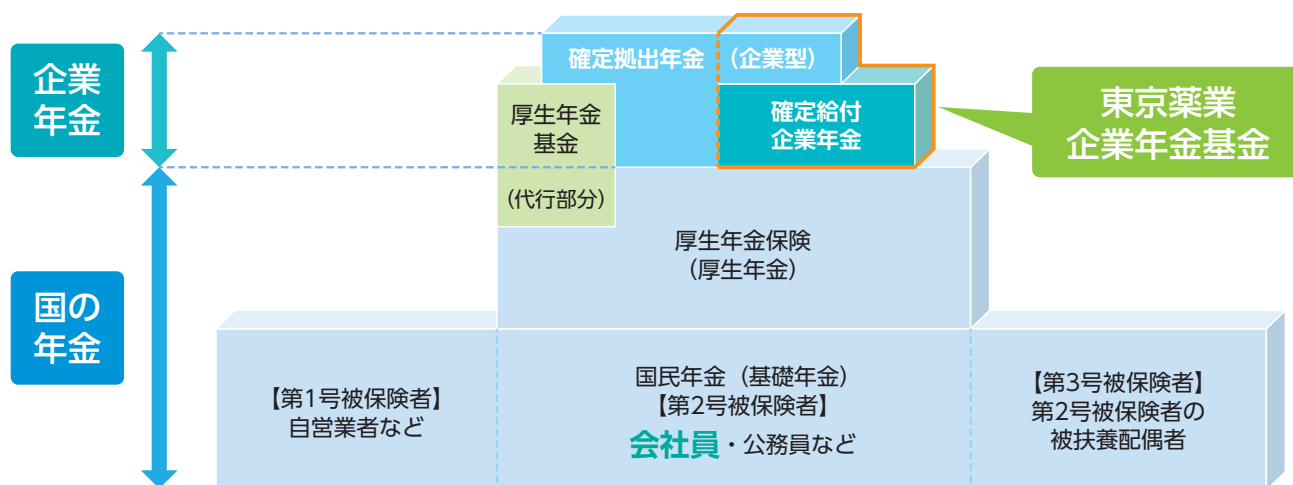 企業
年金
国の
年金
確定拠出年金（企業型）
厚生年金
基金
（代行部分）
確定給付
企業年金
東京薬業
企業年金基金
厚生年金保険
（厚生年金）
【第1号被保険者】
自営業者など
国民年金（基礎年金）
【第2号被保険者】
会社員・公務員など
【第3号被保険者】
第2号被保険者の
被扶養配偶者